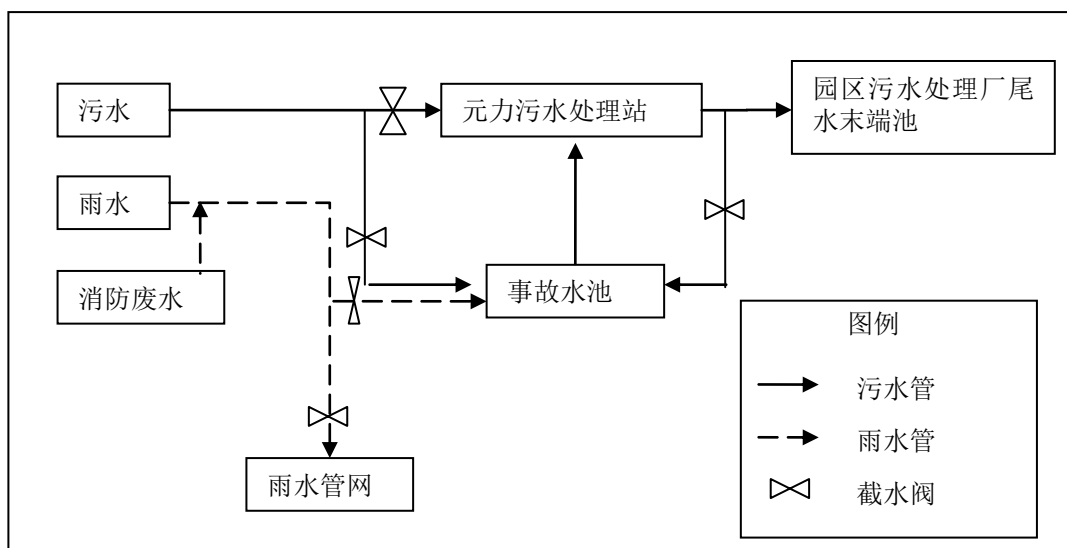 污水
元力污水处理站
园区污水处理厂尾
水末端池
雨水
消防废水
事故水池
雨水管网
图例
污水管
雨水管
截水阀